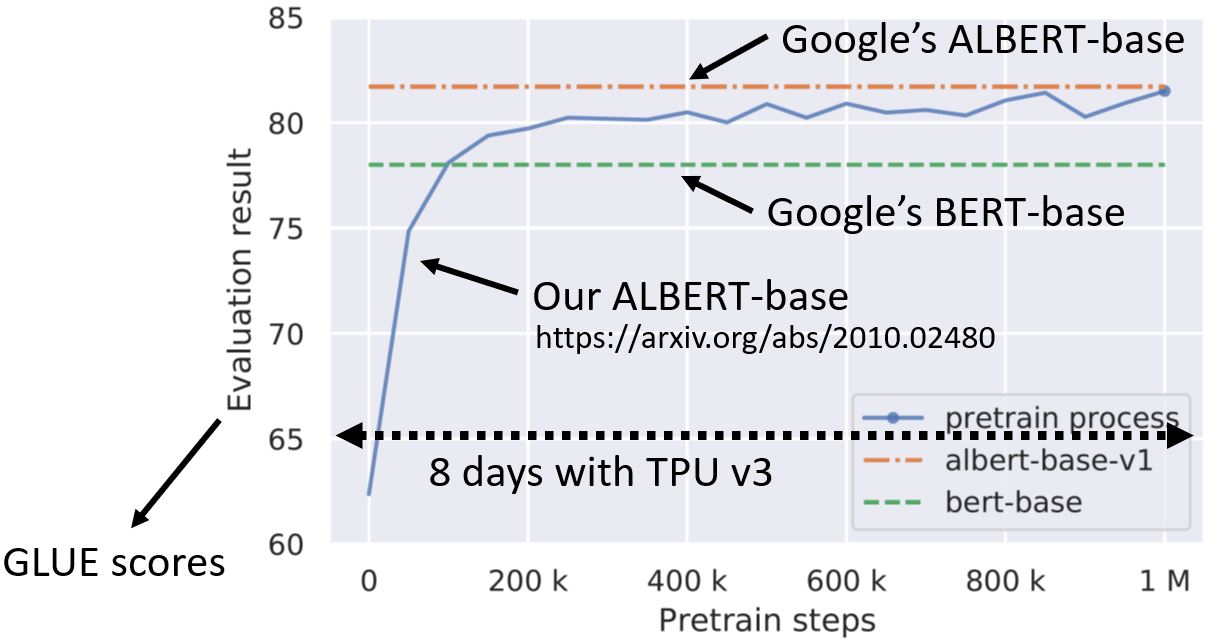 85
80
75
70
65
60
Evaluation result
GLUE scores
Google's ALBERT-base
Google's BERT-base
Our ALBERT-base
https://arxiv.org/abs/2010.02480
8 days with TPU v3
pretrain process
albert-base-v1
bert-base
0
200 k
400 k
600 k
800 k
1 M
Pretrain steps